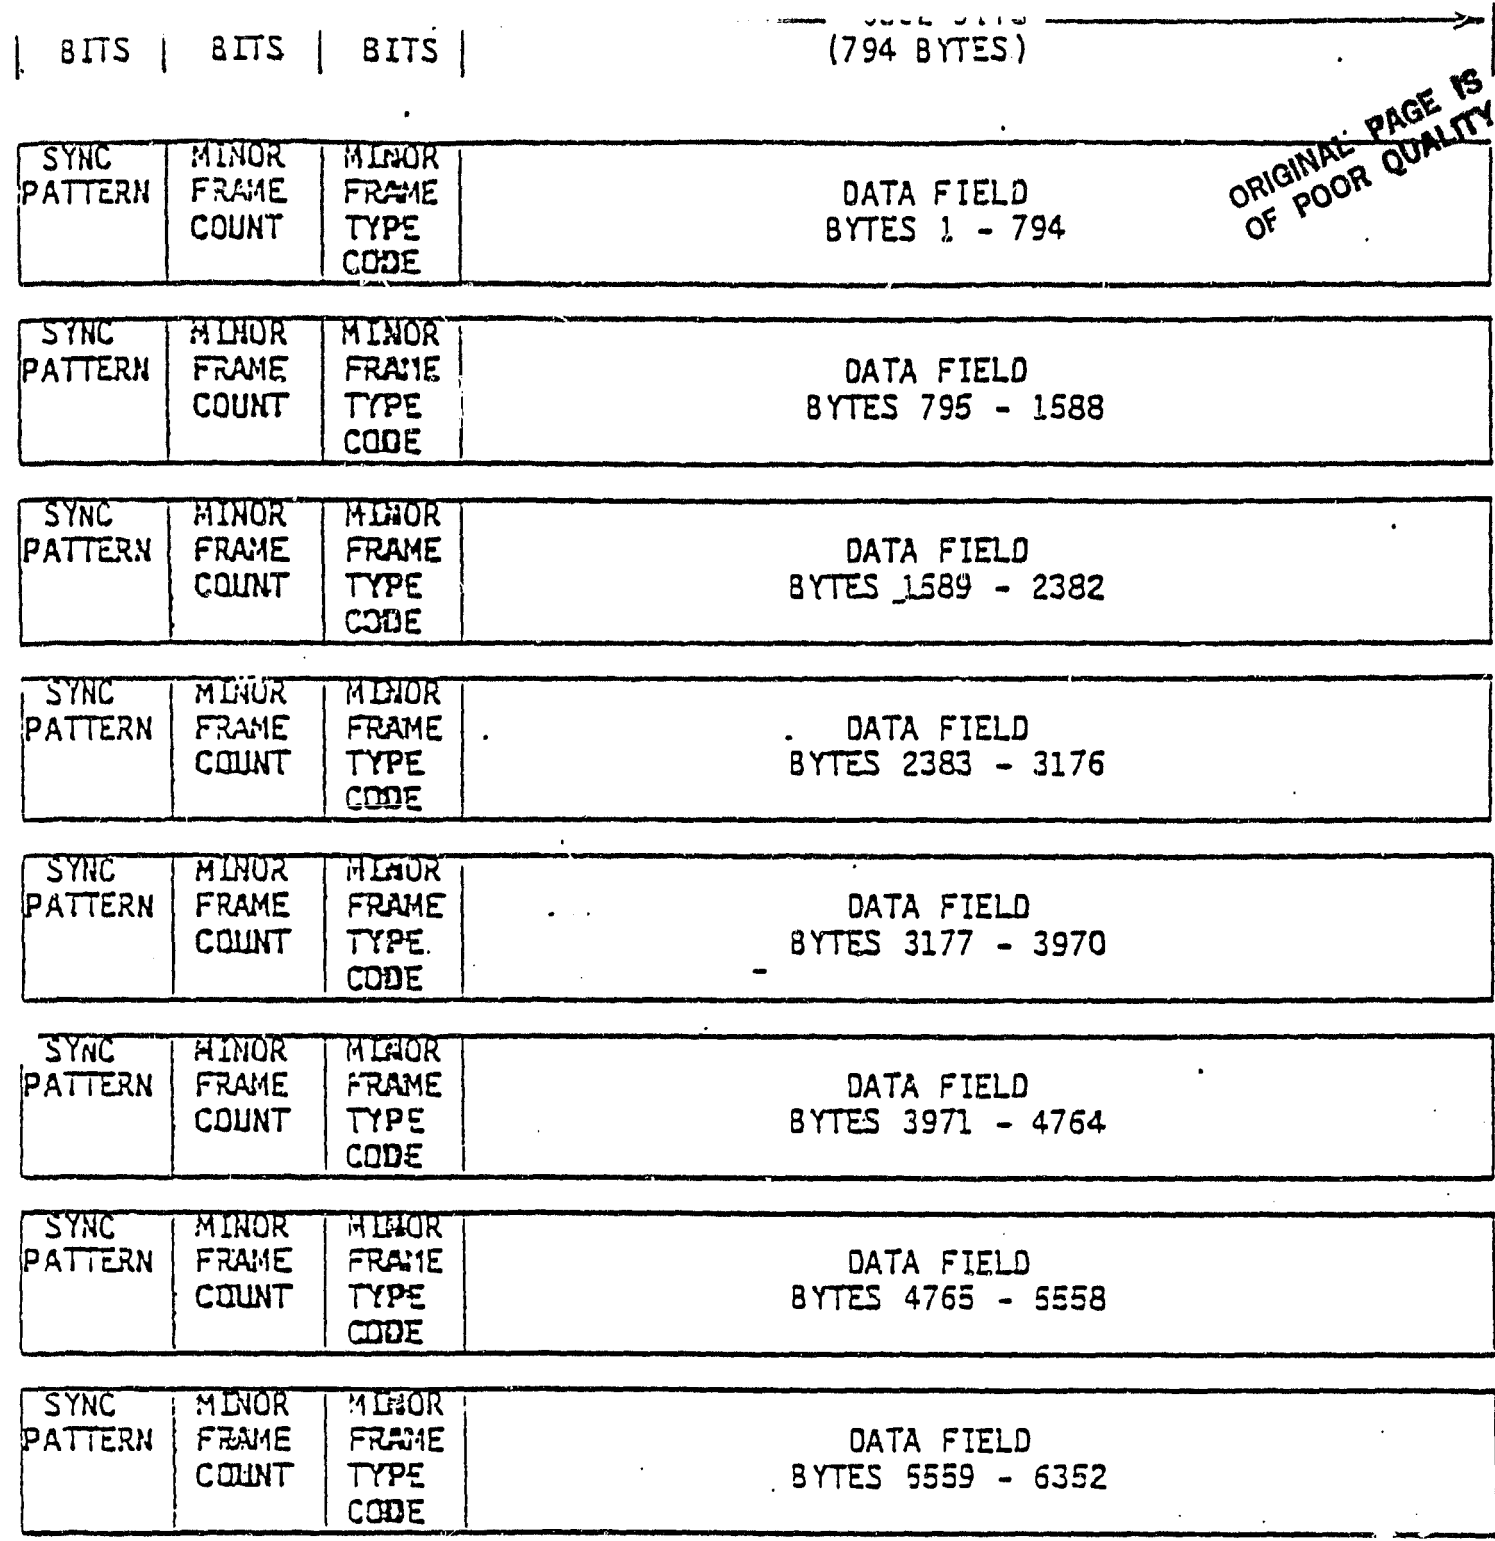 BITS BITS BITS (794 BYTES)
ORIGINAL PAGE IS
OF POOR QUALITY
SYNC MINOR MINOR
PATTERN FRAME FRAME DATA FIELD
COUNT TYPE BYTES 1 - 794
CODE
SYNC MINOR MINOR
PATTERN FRAME FRAME DATA FIELD
COUNT TYPE BYTES 795 - 1588
CODE
SYNC MINOR MINOR
PATTERN FRAME FRAME DATA FIELD
COUNT TYPE BYTES 1589 - 2382
CODE
SYNC MINOR MINOR
PATTERN FRAME FRAME DATA FIELD
COUNT TYPE BYTES 2383 - 3176
CODE
SYNC MINOR MINOR
PATTERN FRAME FRAME DATA FIELD
COUNT TYPE BYTES 3177 - 3970
CODE
SYNC MINOR MINOR
PATTERN FRAME FRAME DATA FIELD
COUNT TYPE BYTES 3971 - 4764
CODE
SYNC MINOR MINOR
PATTERN FRAME FRAME DATA FIELD
COUNT TYPE BYTES 4765 - 5558
CODE
SYNC MINOR MINOR
PATTERN FRAME FRAME DATA FIELD
COUNT TYPE BYTES 5559 - 6352
CODE